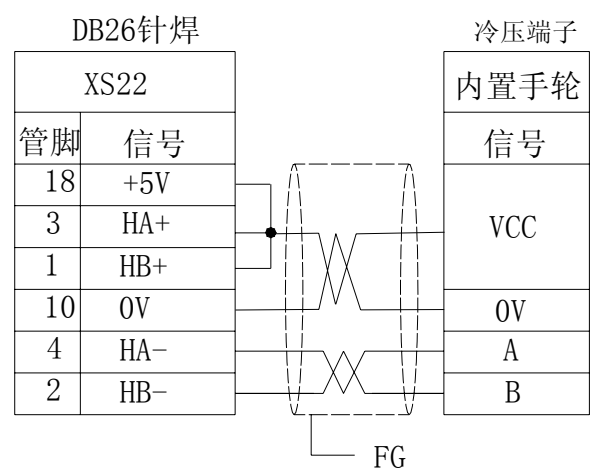 DB26针焊 冷压端子
XS22 内置手轮
管脚 信号 信号
18 +5V
3 HA+ VCC
1 HB+
10 0V 0V
4 HA- A
2 HB- B
FG